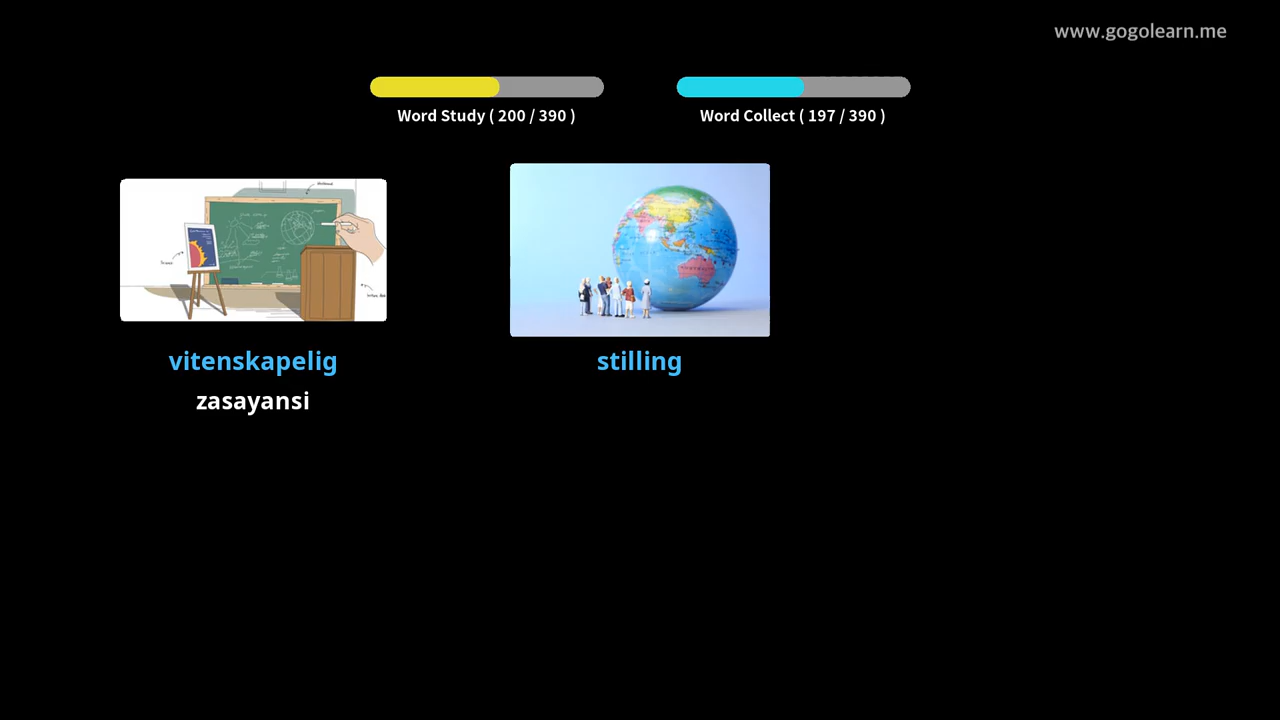 www.gogolearn.me
Word Study ( 200 / 390 )
Word Collect ( 197 / 390 )
vitenskapelig
zasayansi
stilling